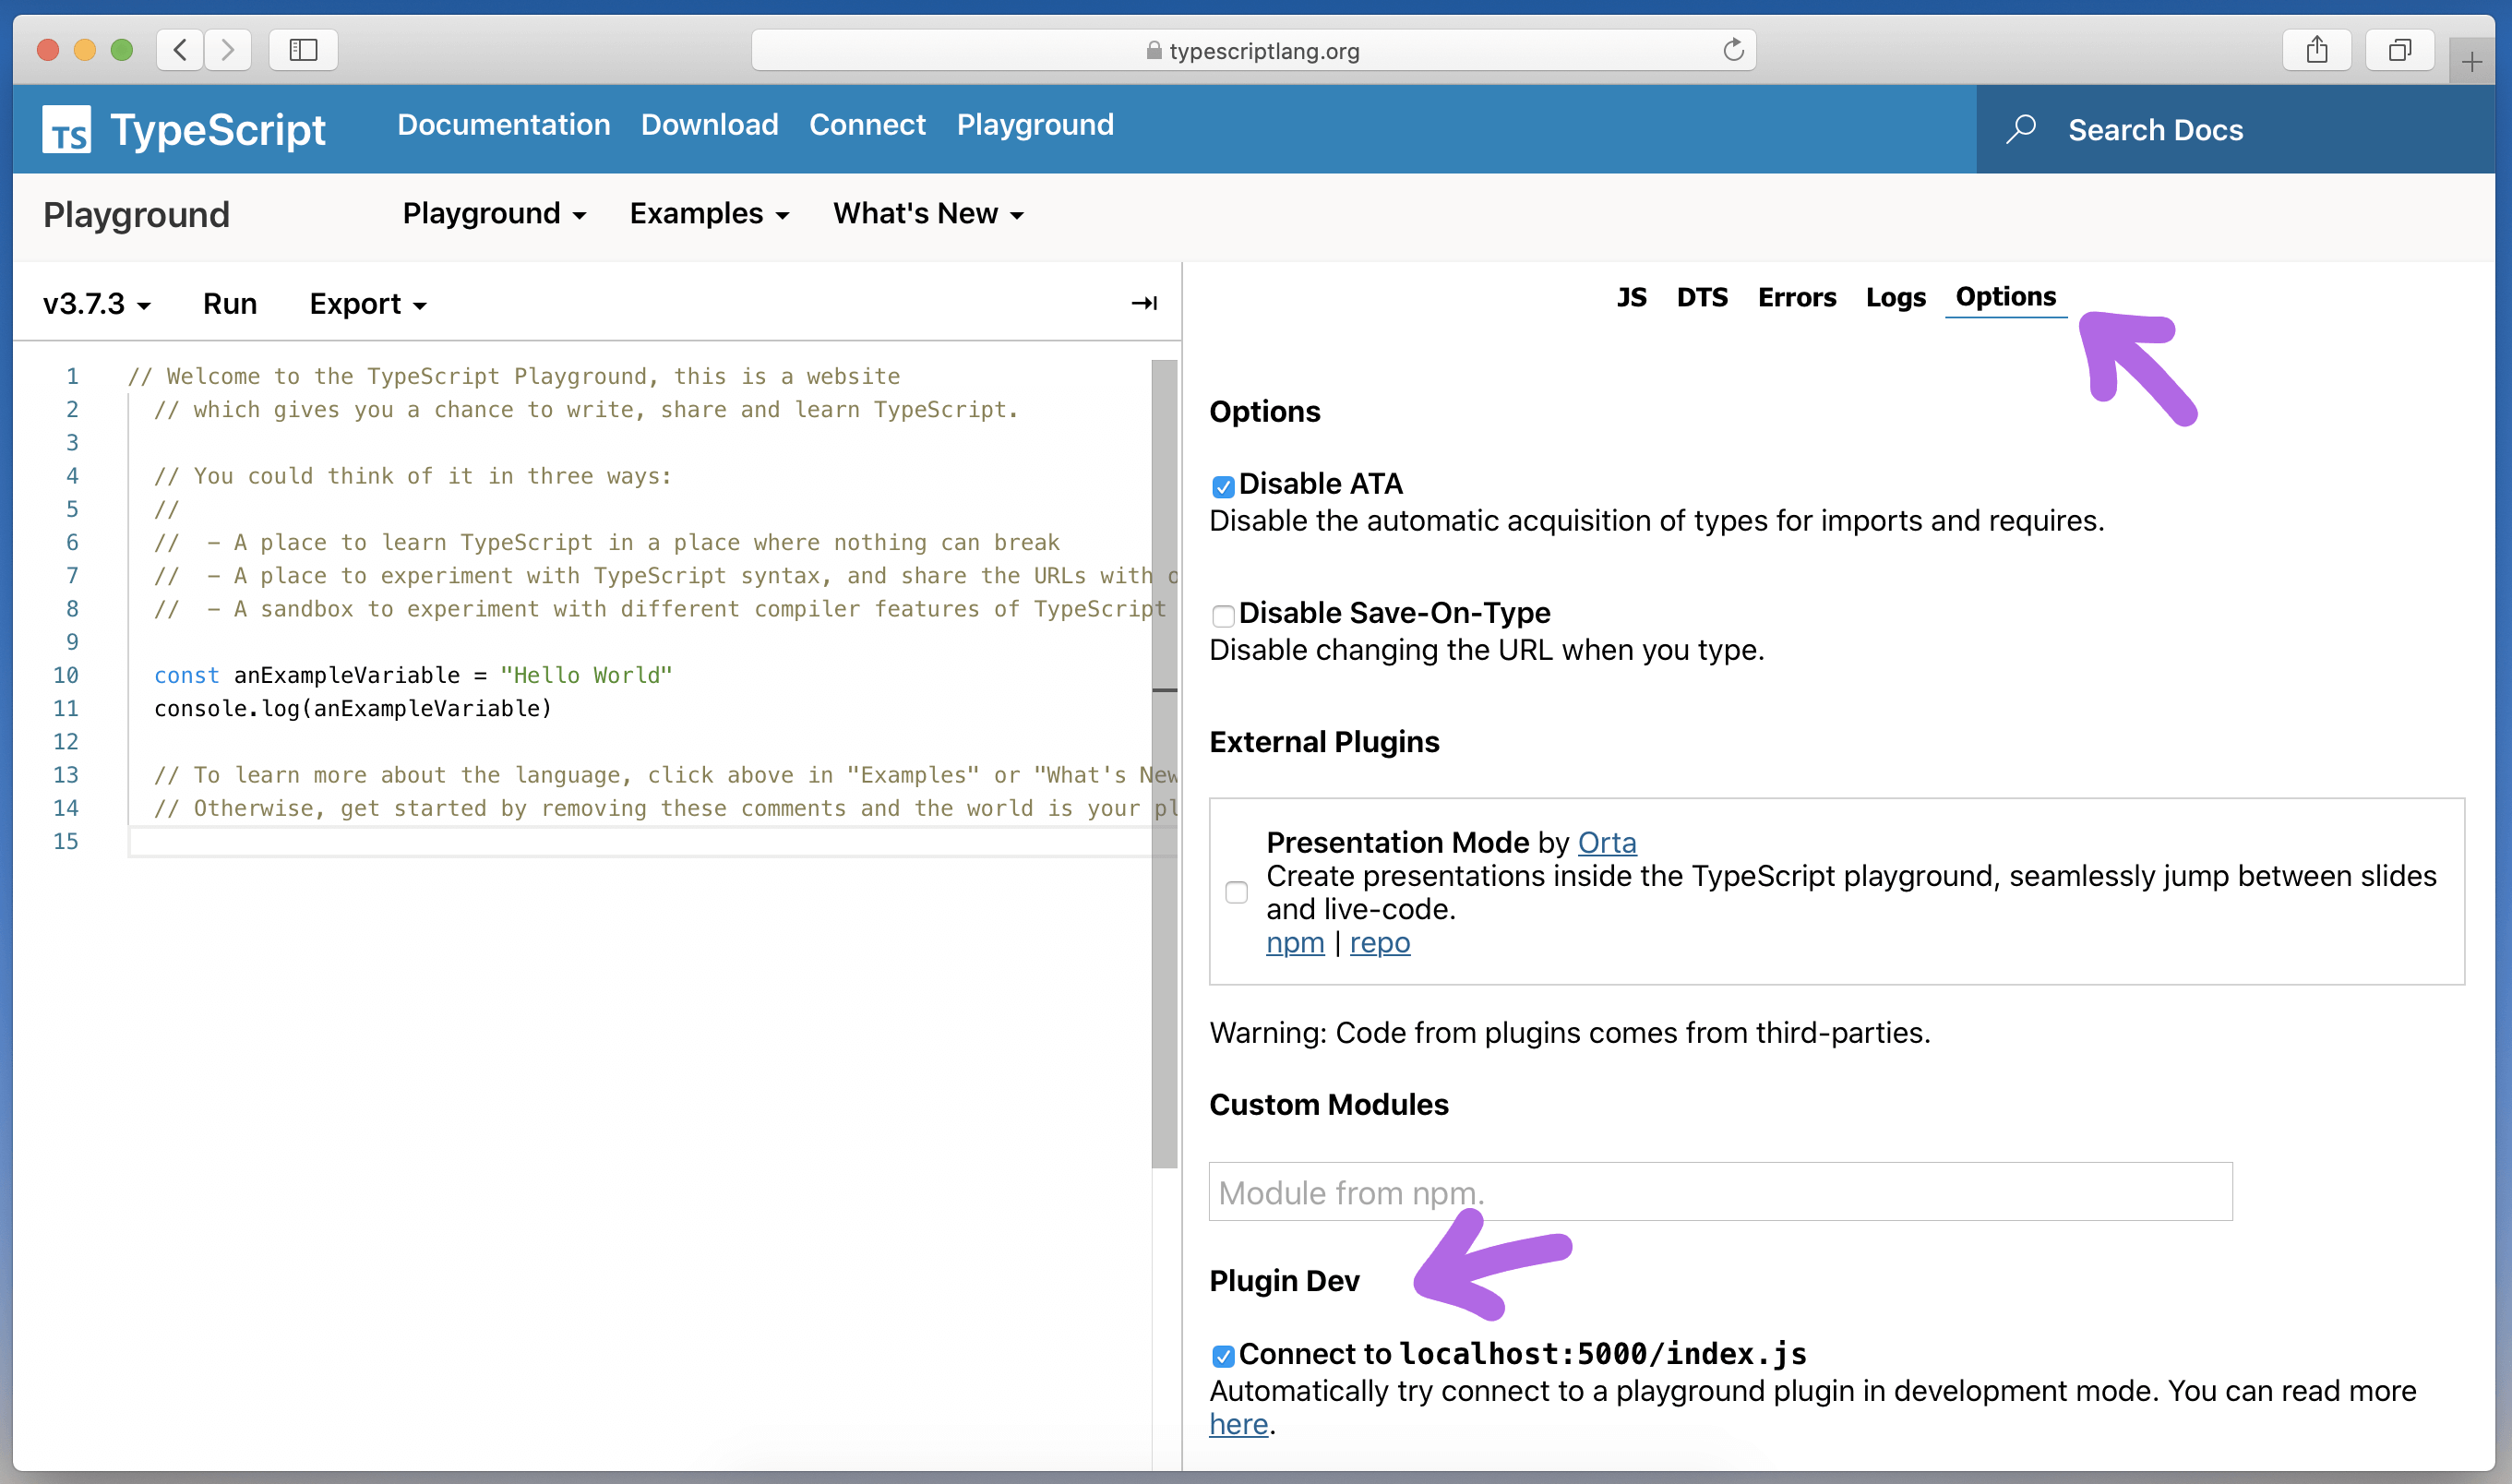 typescriptlang.org
TS TypeScript Documentation Download Connect Playground Search Docs
Playground Playground Examples What's New
v3.7.3 Run Export
JS DTS Errors Logs Options
1 // Welcome to the TypeScript Playground, this is a website
2 // which gives you a chance to write, share and learn TypeScript.
3
4 // You could think of it in three ways:
5 //
6 //  - A place to learn TypeScript in a place where nothing can break
7 //  - A place to experiment with TypeScript syntax, and share the URLs with
8 //  - A sandbox to experiment with different compiler features of TypeScript
9
10 const anExampleVariable = "Hello World"
11 console.log(anExampleVariable)
12
13 // To learn more about the language, click above in "Examples" or "What's New
14 // Otherwise, get started by removing these comments and the world is your
15
Options
Disable ATA
Disable the automatic acquisition of types for imports and requires.
Disable Save-On-Type
Disable changing the URL when you type.
External Plugins
Presentation Mode by Orta
Create presentations inside the TypeScript playground, seamlessly jump between slides
and live-code.
npm | repo
Warning: Code from plugins comes from third-parties.
Custom Modules
Module from npm.
Plugin Dev
Connect to localhost:5000/index.js
Automatically try connect to a playground plugin in development mode. You can read more
here.